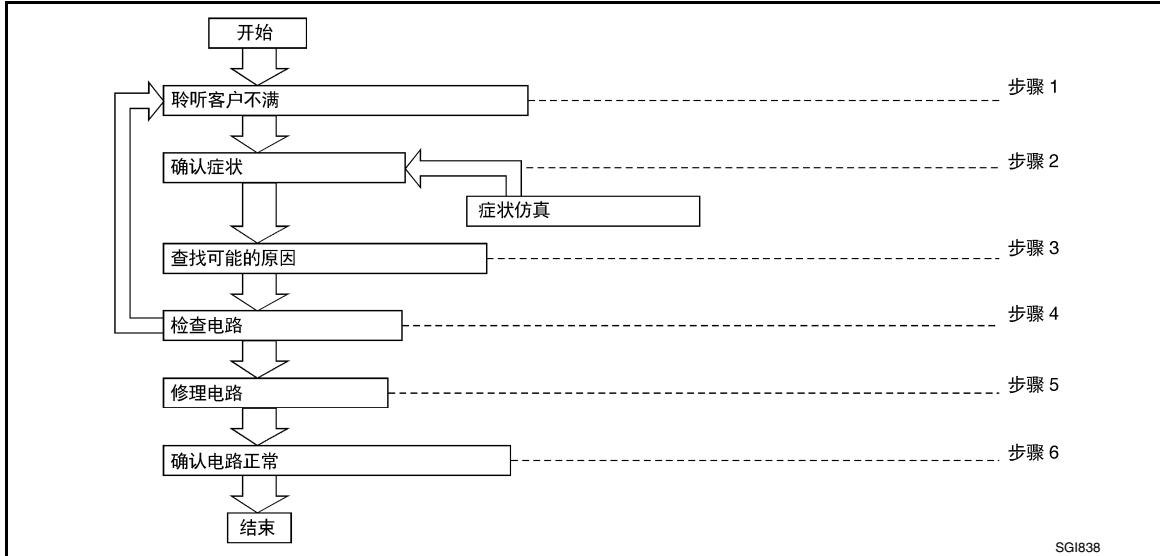 开始
聆听客户不满
步骤 1
确认症状
步骤 2
症状仿真
查找可能的原因
步骤 3
检查电路
步骤 4
修理电路
步骤 5
确认电路正常
步骤 6
结束
SGI838